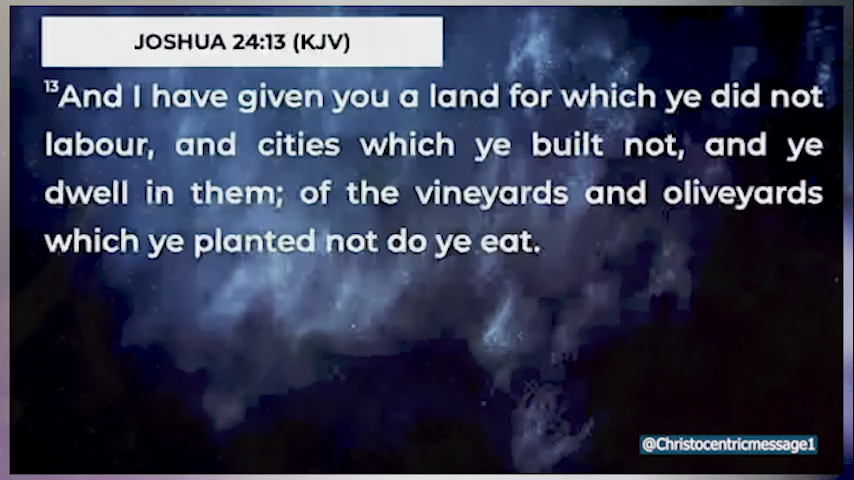 JOSHUA 24:13 (KJV)
13And I have given you a land for which ye did not
labour, and cities which ye built not, and ye
dwell in them; of the vineyards and oliveyards
which ye planted not do ye eat.
@Christocentricmessage1